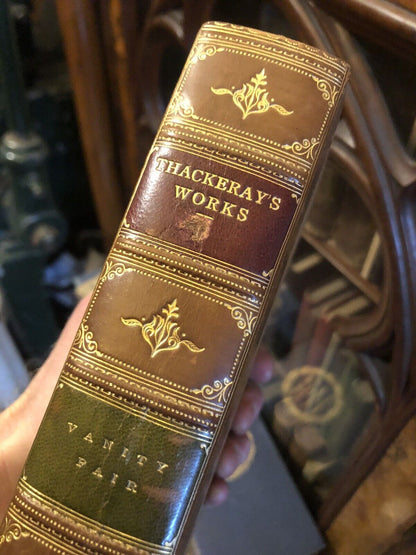 THACKERAY'S
WORKS
VANITY
FAIR